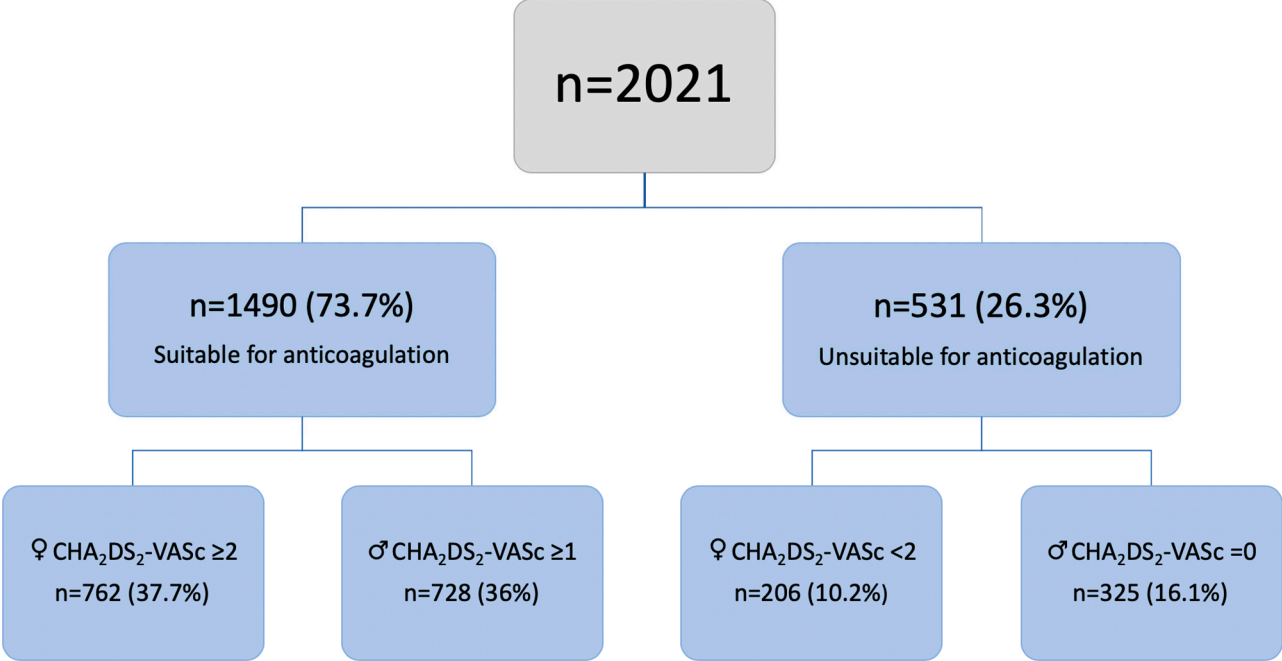 n=2021
n=1490 (73.7%)
Suitable for anticoagulation
n=531 (26.3%)
Unsuitable for anticoagulation
♀ CHA₂DS₂-VASc ≥2
n=762 (37.7%)
♂ CHA₂DS₂-VASc ≥1
n=728 (36%)
♀ CHA₂DS₂-VASc <2
n=206 (10.2%)
♂ CHA₂DS₂-VASc =0
n=325 (16.1%)